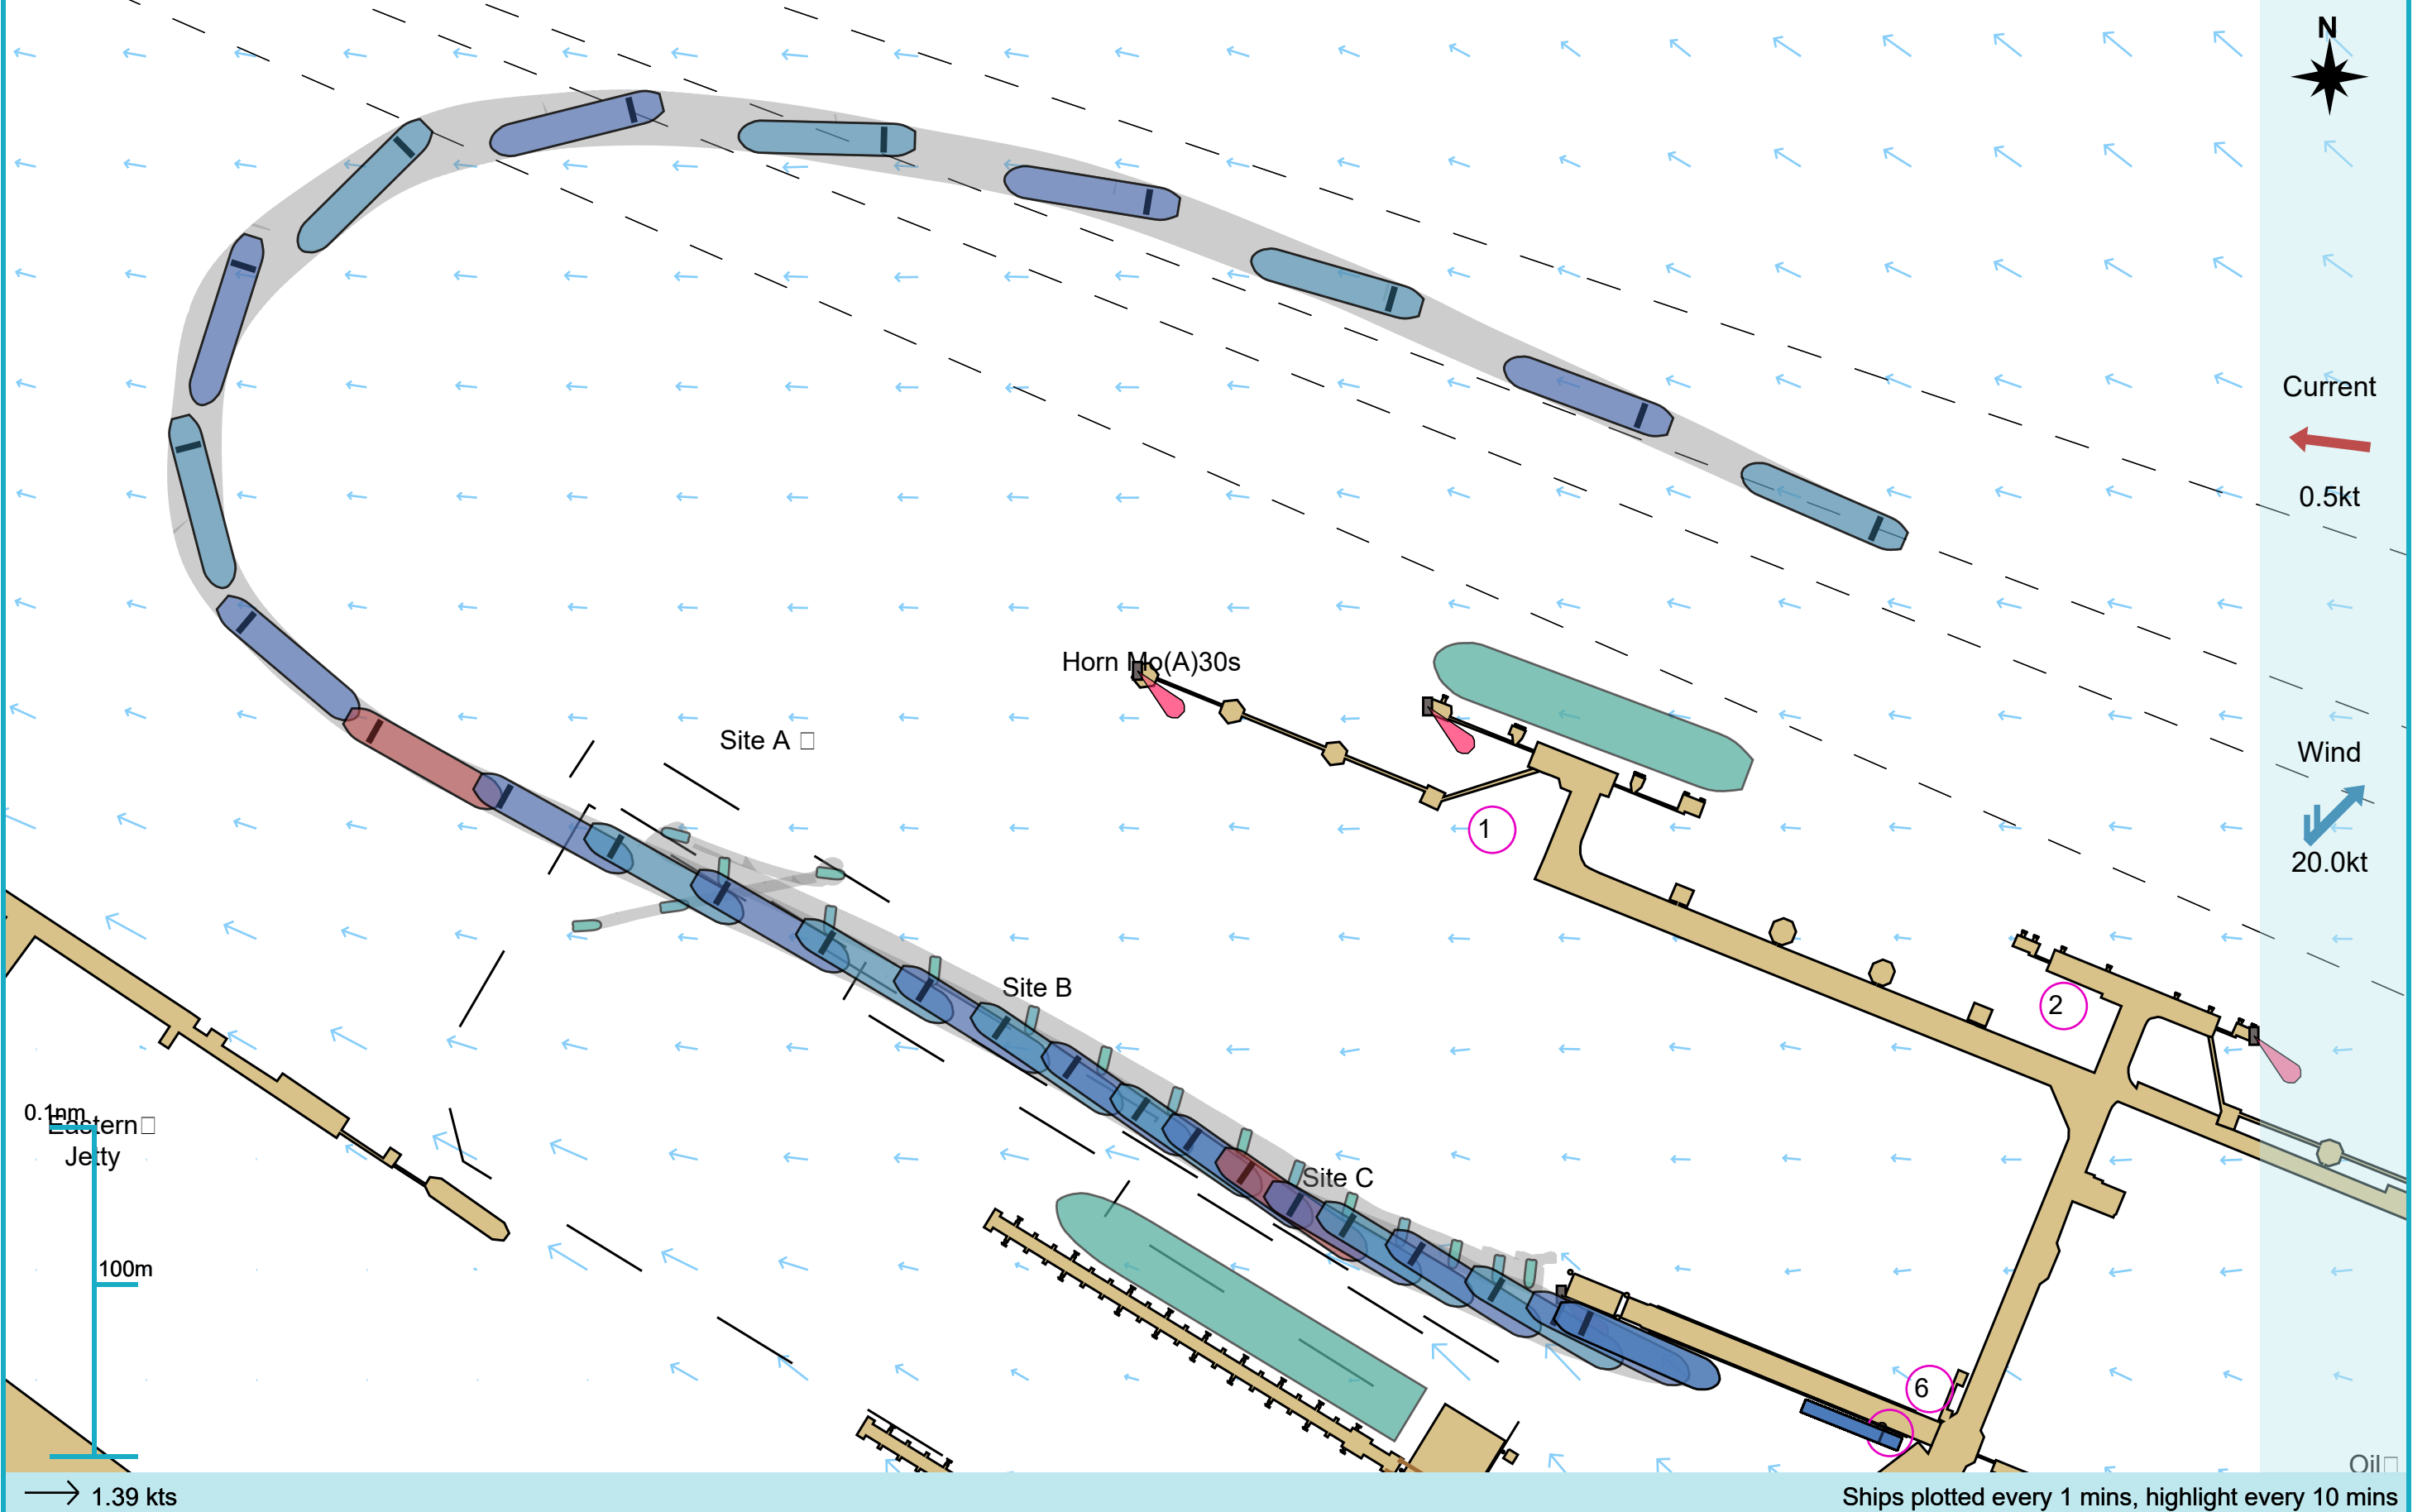 N
Current
0.5kt
Horn Mo(A)30s
Site A
Wind
20.0kt
1
Site B
2
0.1nm
Eastern
Jetty
Site C
100m
6
Oil
1.39 kts
Ships plotted every 1 mins, highlight every 10 mins